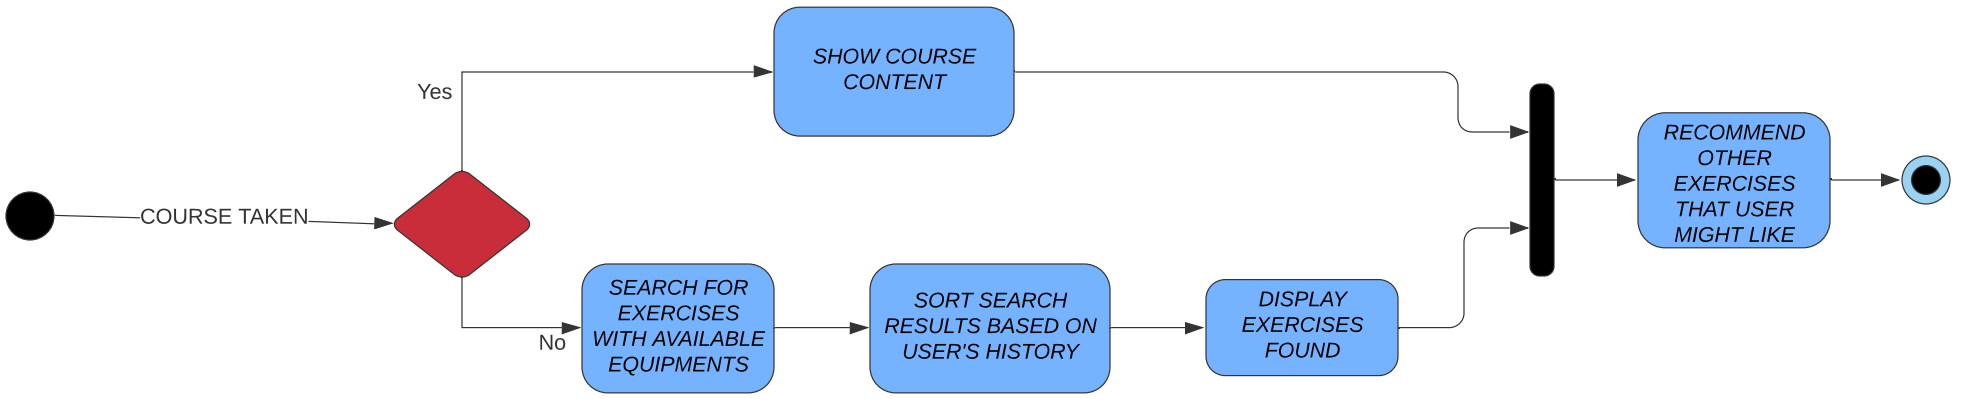 Yes
SHOW COURSE
CONTENT
COURSE TAKEN
No
SEARCH FOR
EXERCISES
WITH AVAILABLE
EQUIPMENTS
SORT SEARCH
RESULTS BASED ON
USER'S HISTORY
DISPLAY
EXERCISES
FOUND
RECOMMEND
OTHER
EXERCISES
THAT USER
MIGHT LIKE